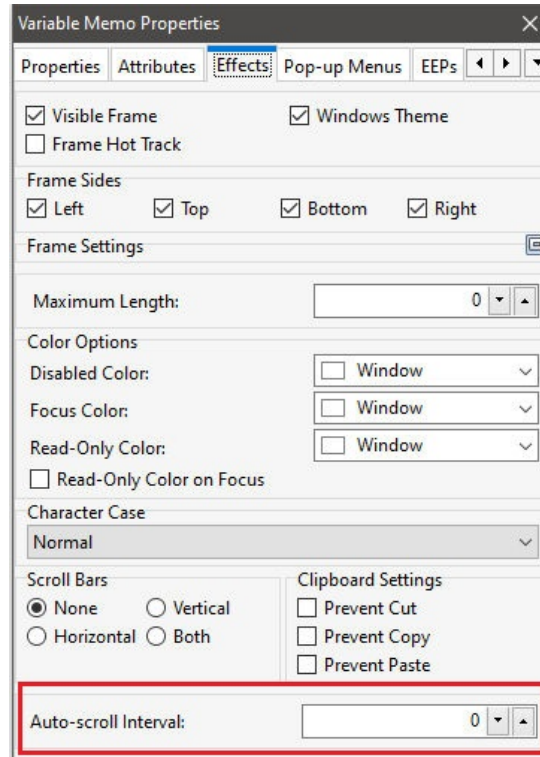 Variable Memo Properties
Properties Attributes Effects Pop-up Menus EEPs
Visible Frame Windows Theme
Frame Hot Track
Frame Sides
Left Top Bottom Right
Frame Settings
Maximum Length: 0
Color Options
Disabled Color: Window
Focus Color: Window
Read-Only Color: Window
Read-Only Color on Focus
Character Case
Normal
Scroll Bars Clipboard Settings
None Vertical Prevent Cut
Horizontal Both Prevent Copy
Prevent Paste
Auto-scroll Interval: 0